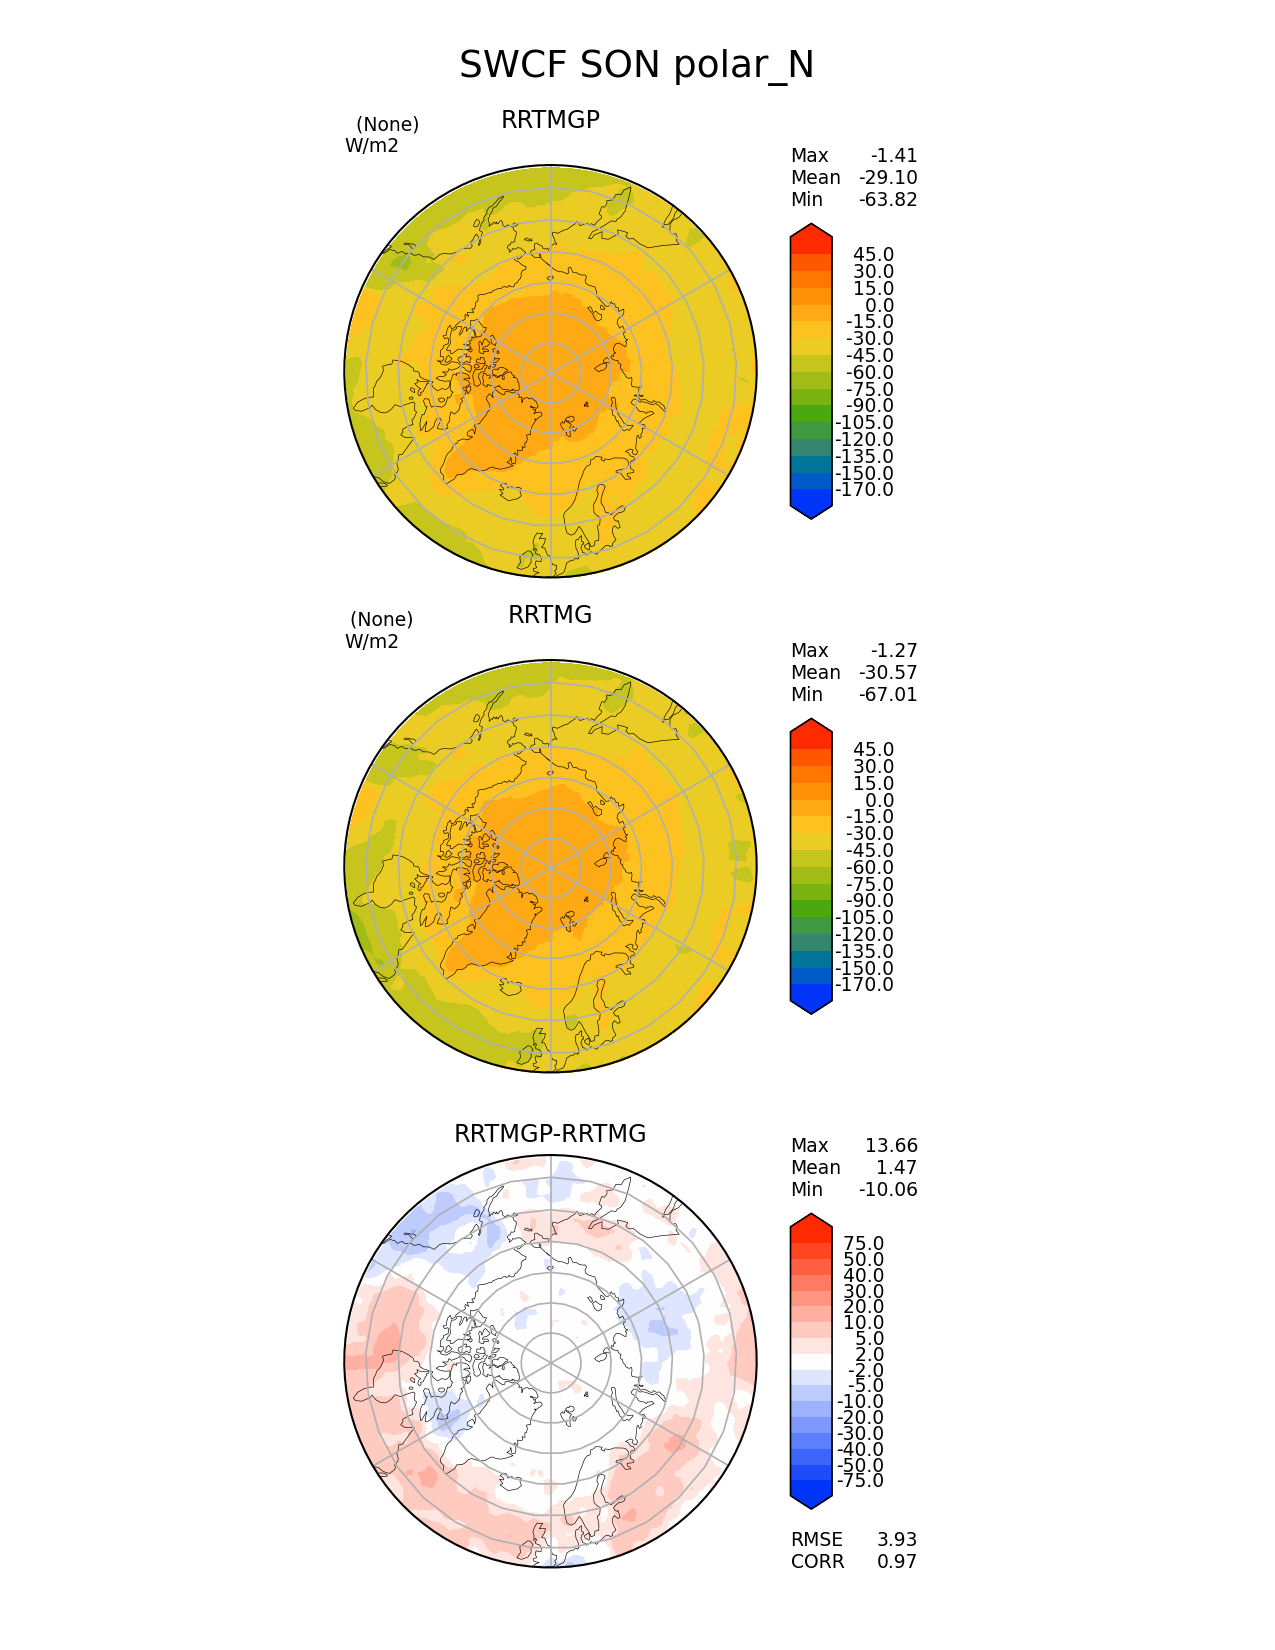 SWCF SON polar_N
RRTMGP
(None)
W/m2
Max -1.41
Mean -29.10
Min -63.82
45.0
30.0
15.0
0.0
-15.0
-30.0
-45.0
-60.0
-75.0
-90.0
-105.0
-120.0
-135.0
-150.0
-170.0
RRTMG
(None)
W/m2
Max -1.27
Mean -30.57
Min -67.01
45.0
30.0
15.0
0.0
-15.0
-30.0
-45.0
-60.0
-75.0
-90.0
-105.0
-120.0
-135.0
-150.0
-170.0
RRTMGP-RRTMG
Max 13.66
Mean 1.47
Min -10.06
75.0
50.0
40.0
30.0
20.0
10.0
5.0
2.0
-2.0
-5.0
-10.0
-20.0
-30.0
-40.0
-50.0
-75.0
RMSE 3.93
CORR 0.97